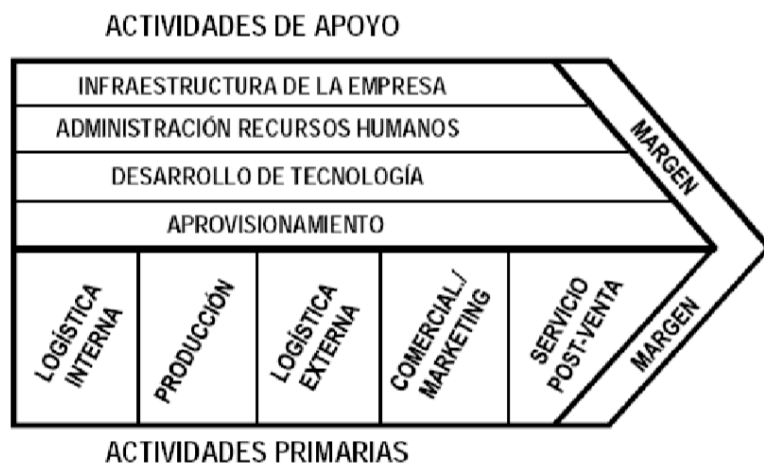 ACTIVIDADES DE APOYO
INFRAESTRUCTURA DE LA EMPRESA
ADMINISTRACIÓN RECURSOS HUMANOS
DESARROLLO DE TECNOLOGÍA
APROVISIONAMIENTO
MARGEN
LOGÍSTICA
INTERNA
PRODUCCIÓN
LOGÍSTICA
EXTERNA
COMERCIAL./
MARKETING
SERVICIO
POST-VENTA
MARGEN
ACTIVIDADES PRIMARIAS